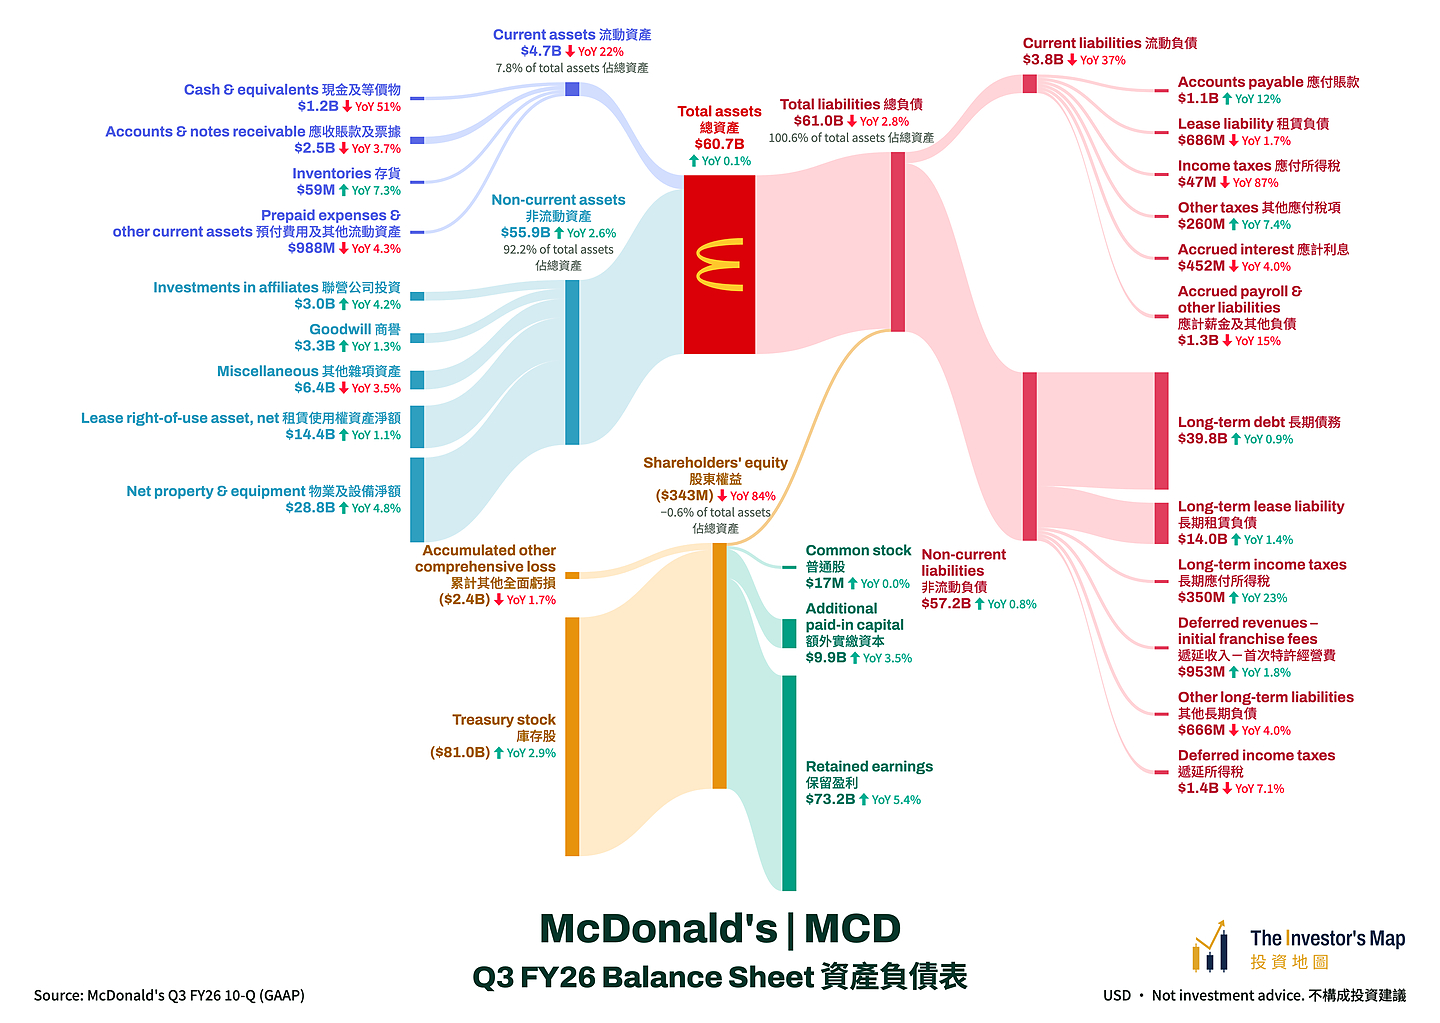 Current assets 流動資產
$4.7B ↓ YoY 22%
7.8% of total assets 佔總資產
Cash & equivalents 現金及等價物
$1.2B ↓ YoY 51%
Accounts & notes receivable 應收賬款及票據
$2.5B ↓ YoY 3.7%
Inventories 存貨
$59M ↑ YoY 7.3%
Prepaid expenses &
other current assets 預付費用及其他流動資產
$988M ↓ YoY 4.3%
Non-current assets
非流動資產
$55.9B ↑ YoY 2.6%
92.2% of total assets
佔總資產
Investments in affiliates 聯營公司投資
$3.0B ↑ YoY 4.2%
Goodwill 商譽
$3.3B ↑ YoY 1.3%
Miscellaneous 其他雜項資產
$6.4B ↓ YoY 3.5%
Lease right-of-use asset, net 租賃使用權資產淨額
$14.4B ↑ YoY 1.1%
Net property & equipment 物業及設備淨額
$28.8B ↑ YoY 4.8%
Total assets
總資產
$60.7B
↑ YoY 0.1%
Total liabilities 總負債
$61.0B ↓ YoY 2.8%
100.6% of total assets 佔總資產
Current liabilities 流動負債
$3.8B ↓ YoY 37%
Accounts payable 應付賬款
$1.1B ↑ YoY 12%
Lease liability 租賃負債
$686M ↓ YoY 1.7%
Income taxes 應付所得稅
$47M ↓ YoY 87%
Other taxes 其他應付稅項
$260M ↑ YoY 7.4%
Accrued interest 應計利息
$452M ↓ YoY 4.0%
Accrued payroll &
other liabilities
應計薪金及其他負債
$1.3B ↓ YoY 15%
Long-term debt 長期債務
$39.8B ↑ YoY 0.9%
Long-term lease liability
長期租賃負債
$14.0B ↑ YoY 1.4%
Long-term income taxes
長期應付所得稅
$350M ↑ YoY 23%
Deferred revenues –
initial franchise fees
遞延收入－首次特許經營費
$953M ↑ YoY 1.8%
Other long-term liabilities
其他長期負債
$666M ↓ YoY 4.0%
Deferred income taxes
遞延所得稅
$1.4B ↓ YoY 7.1%
Non-current
liabilities
非流動負債
$57.2B ↑ YoY 0.8%
Shareholders' equity
股東權益
($343M) ↓ YoY 84%
−0.6% of total assets
佔總資產
Accumulated other
comprehensive loss
累計其他全面虧損
($2.4B) ↓ YoY 1.7%
Treasury stock
庫存股
($81.0B) ↑ YoY 2.9%
Common stock
普通股
$17M ↑ YoY 0.0%
Additional
paid-in capital
額外實繳資本
$9.9B ↑ YoY 3.5%
Retained earnings
保留盈利
$73.2B ↑ YoY 5.4%
McDonald's | MCD
Q3 FY26 Balance Sheet 資產負債表
Source: McDonald's Q3 FY26 10-Q (GAAP)
The Investor's Map
投資地圖
USD • Not investment advice. 不構成投資建議